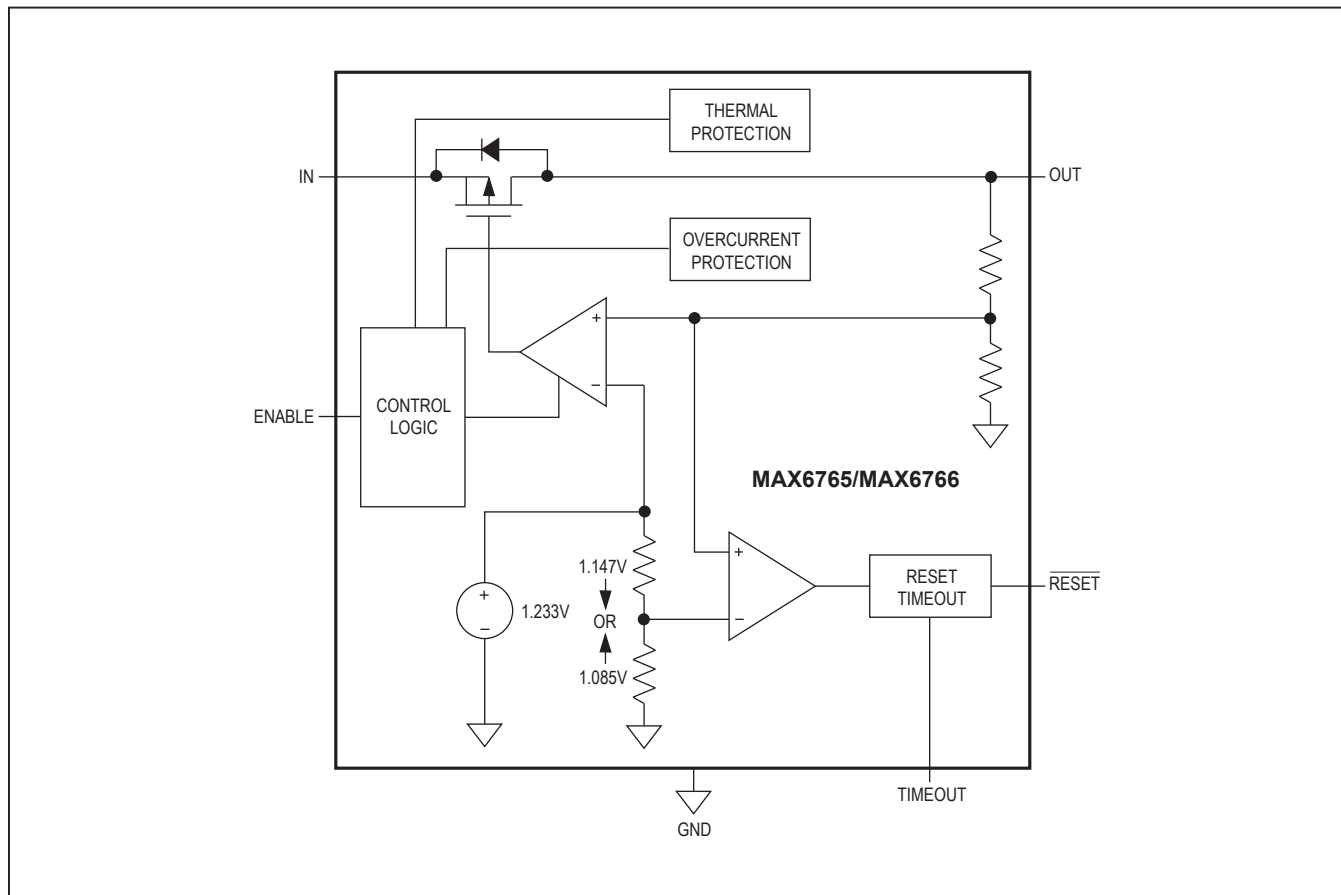 THERMAL
PROTECTION
IN
OUT
OVERCURRENT
PROTECTION
+
−
ENABLE
CONTROL
LOGIC
MAX6765/MAX6766
+
−
1.233V
1.147V
OR
1.085V
+
−
RESET
TIMEOUT
RESET
TIMEOUT
GND